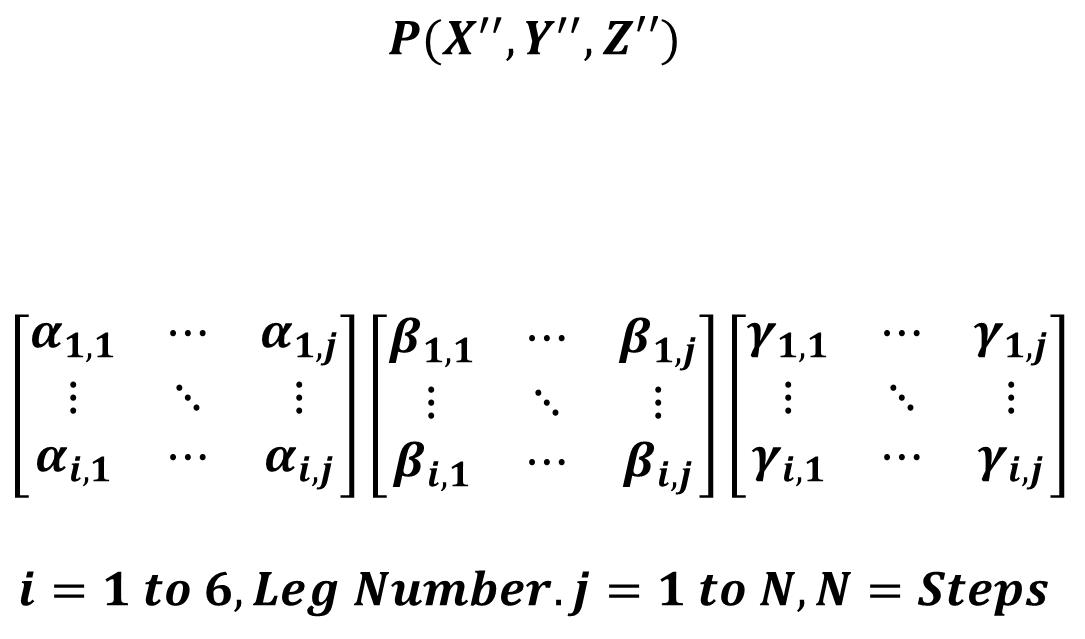 P(X′′, Y′′, Z′′)
[α1,1 ⋯ α1,j] [β1,1 ⋯ β1,j] [γ1,1 ⋯ γ1,j]
⋮ ⋱ ⋮ ⋮ ⋱ ⋮ ⋮ ⋱ ⋮
[αi,1 ⋯ αi,j] [βi,1 ⋯ βi,j] [γi,1 ⋯ γi,j]
i = 1 to 6, Leg Number. j = 1 to N, N = Steps